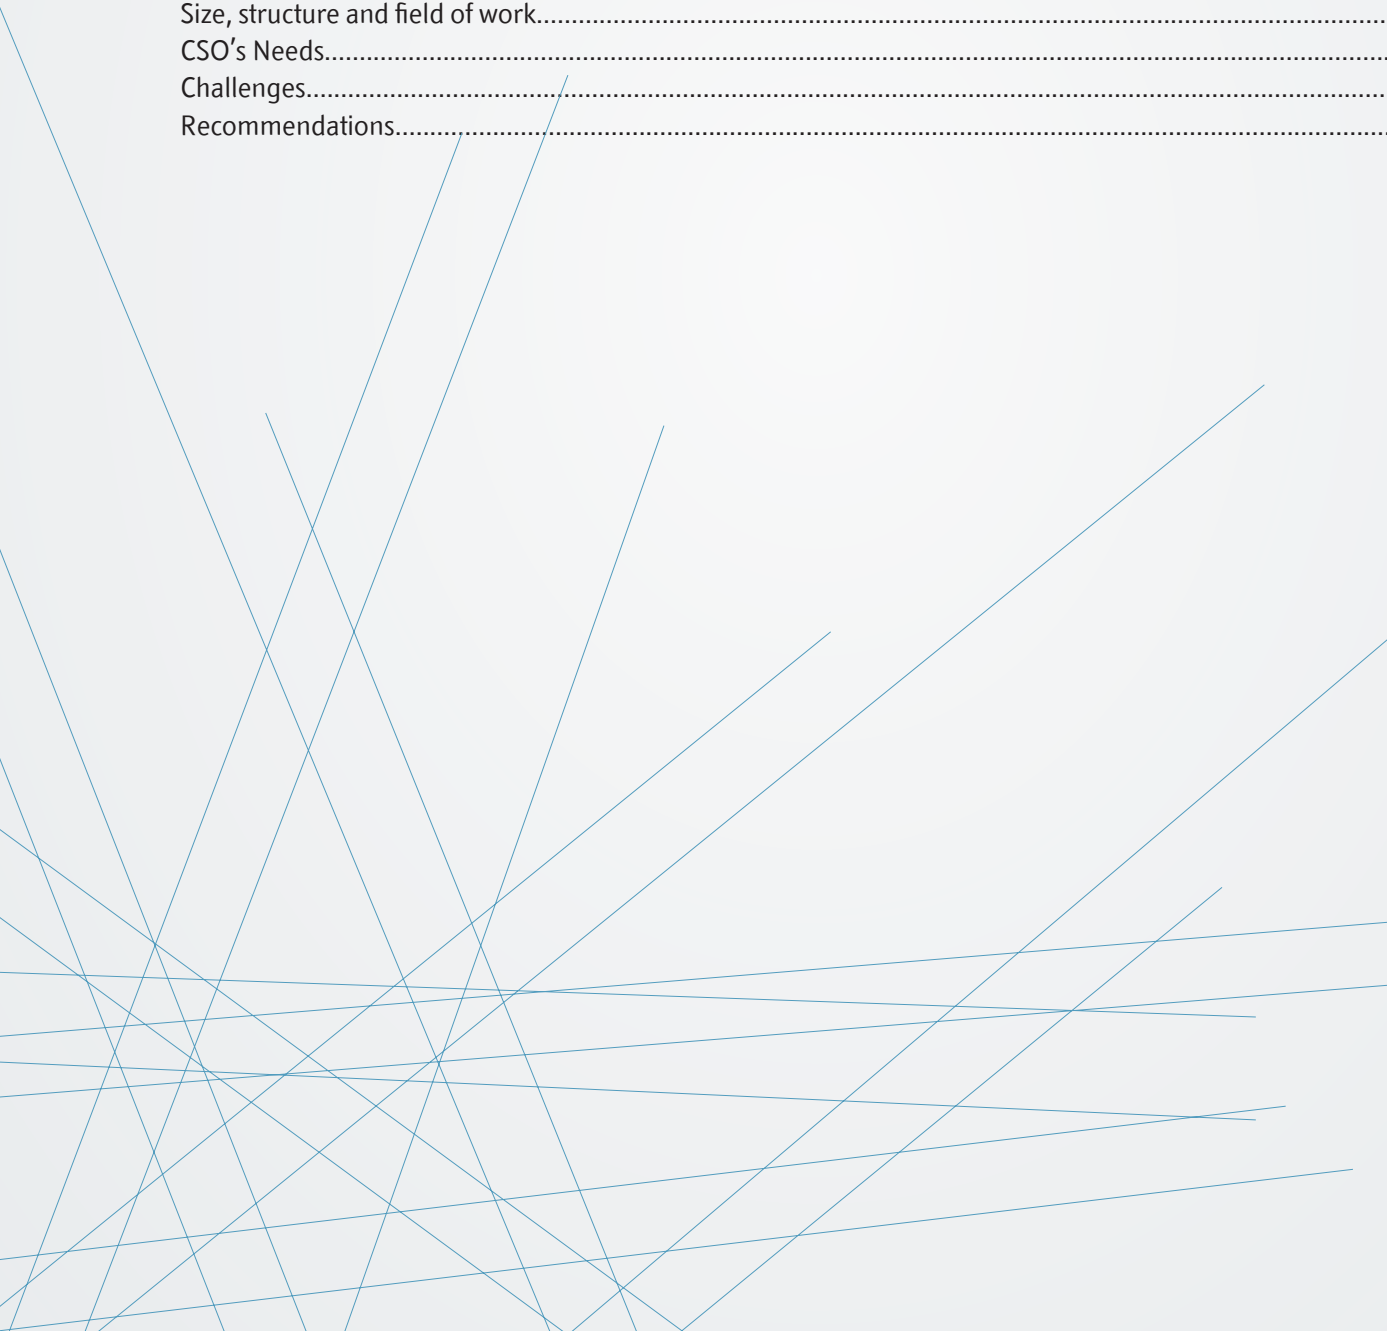 Size, structure and field of work........................................................................................................................
CSO's Needs........................................................................................................................................................
Challenges...........................................................................................................................................................
Recommendations..............................................................................................................................................